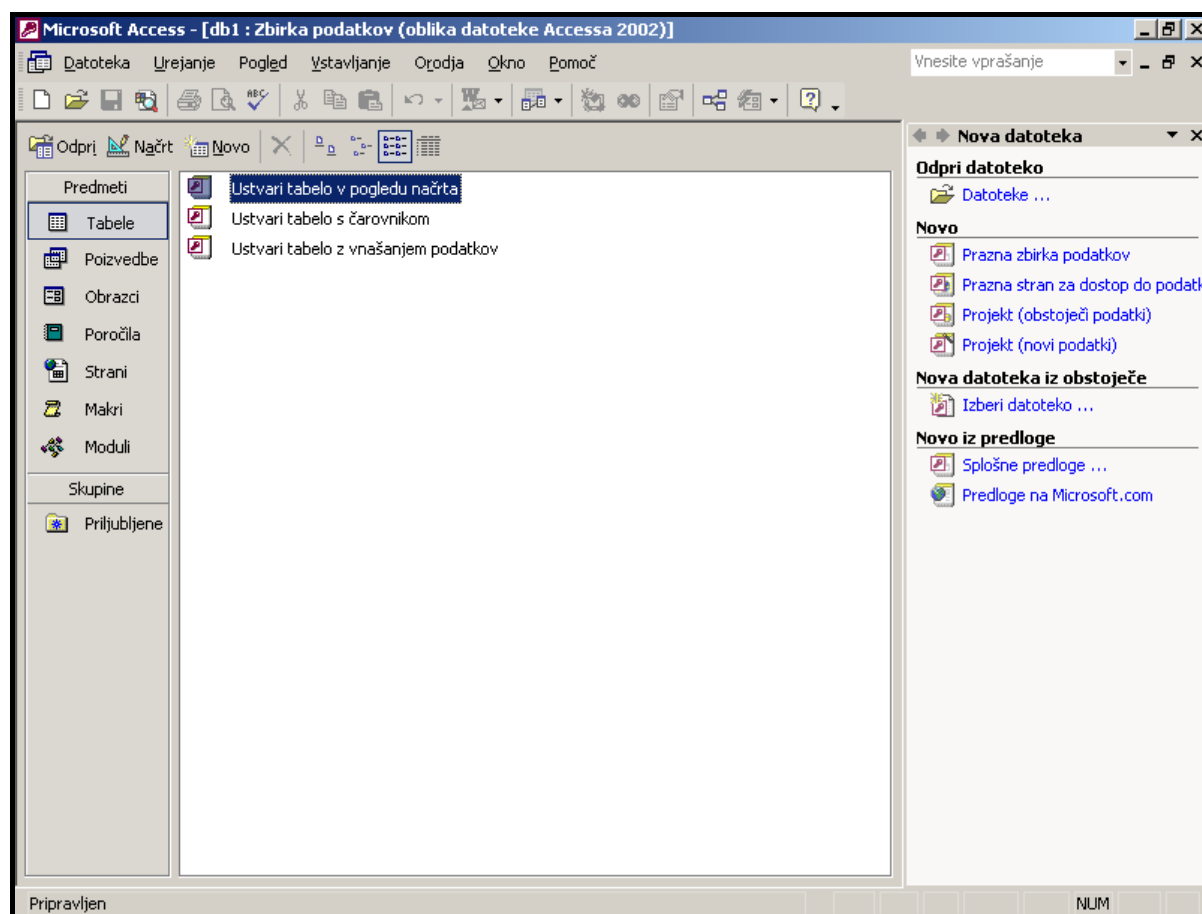 Microsoft Access - [db1 : Zbirka podatkov (oblika datoteke Accessa 2002)]
Datoteka Urejanje Pogled Vstavljanje Orodja Okno Pomoč
Vnesite vprašanje
Odpri Načrt Novo
Predmeti
Tabele
Poizvedbe
Obrazci
Poročila
Strani
Makri
Moduli
Skupine
Priljubljene
Ustvari tabelo v pogledu načrta
Ustvari tabelo s čarovnikom
Ustvari tabelo z vnašanjem podatkov
Nova datoteka
Odpri datoteko
Datoteke ...
Novo
Prazna zbirka podatkov
Prazna stran za dostop do podatk
Projekt (obstoječi podatki)
Projekt (novi podatki)
Nova datoteka iz obstoječe
Izberi datoteko ...
Novo iz predloge
Splošne predloge ...
Predloge na Microsoft.com
Pripravljen
NUM